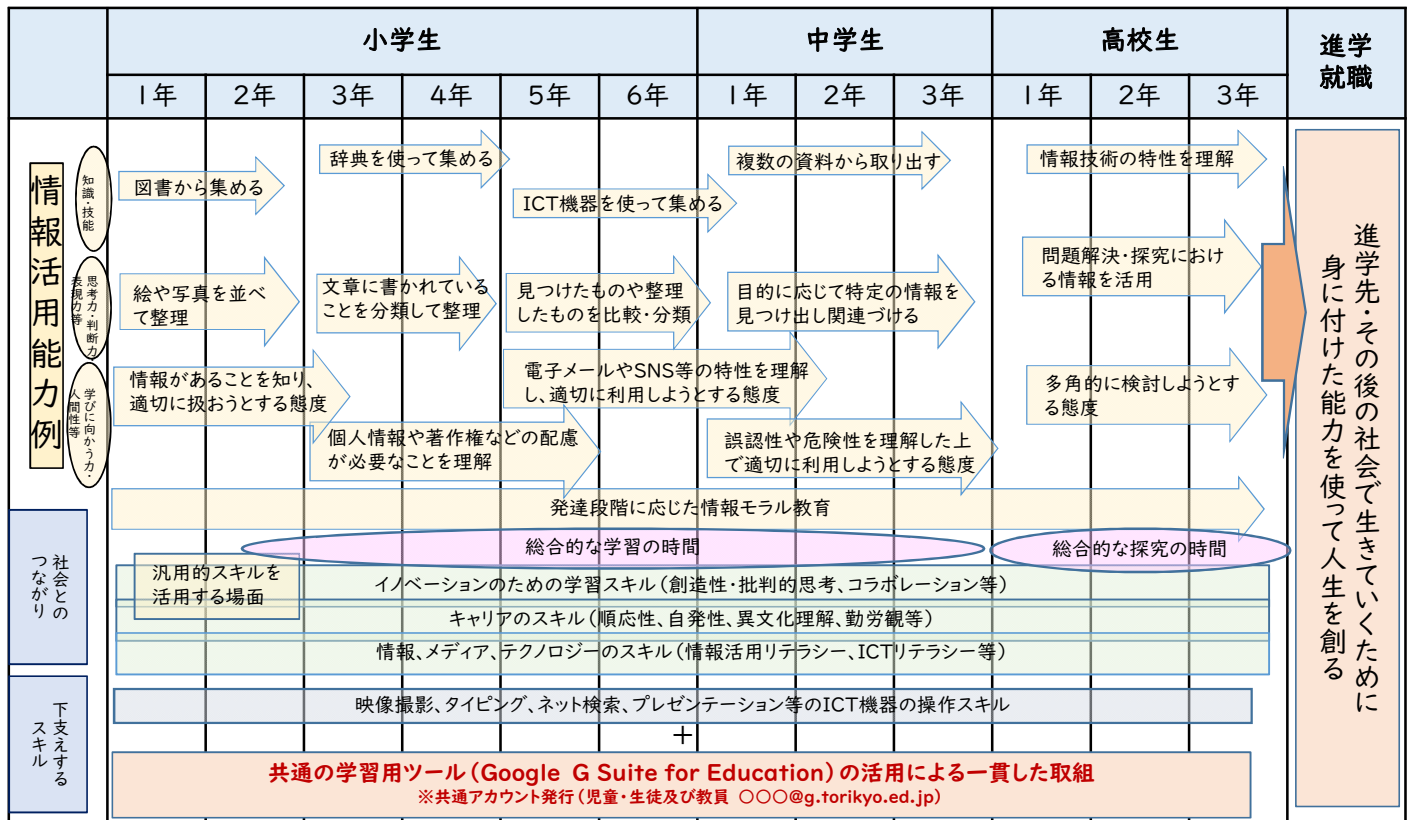 小学生
中学生
高校生
進学
就職
1年
2年
3年
4年
5年
6年
1年
2年
3年
1年
2年
3年
情報活用能力例
知識・技能
図書から集める
辞典を使って集める
ICT機器を使って集める
複数の資料から取り出す
情報技術の特性を理解
思考力・判断力・
表現力等
絵や写真を並べ
て整理
文章に書かれている
ことを分類して整理
見つけたものや整理
したものを比較・分類
目的に応じて特定の情報を
見つけ出し関連づける
問題解決・探究におけ
る情報を活用
学びに向かう力・
人間性等
情報があることを知り、
適切に扱おうとする態度
個人情報や著作権などの配慮
が必要なことを理解
電子メールやSNS等の特性を理解
し、適切に利用しようとする態度
誤認性や危険性を理解した上
で適切に利用しようとする態度
多角的に検討しようとす
る態度
発達段階に応じた情報モラル教育
社会との
つながり
総合的な学習の時間
総合的な探究の時間
汎用的スキルを
活用する場面
イノベーションのための学習スキル(創造性・批判的思考、コラボレーション等)
キャリアのスキル(順応性、自発性、異文化理解、勤労観等)
情報、メディア、テクノロジーのスキル(情報活用リテラシー、ICTリテラシー等)
下支えする
スキル
映像撮影、タイピング、ネット検索、プレゼンテーション等のICT機器の操作スキル
+
共通の学習用ツール(Google G Suite for Education)の活用による一貫した取組
※共通アカウント発行(児童・生徒及び教員 ○○○@g.torikyo.ed.jp)
進学先・その後の社会で生きていくために
身に付けた能力を使って人生を創る